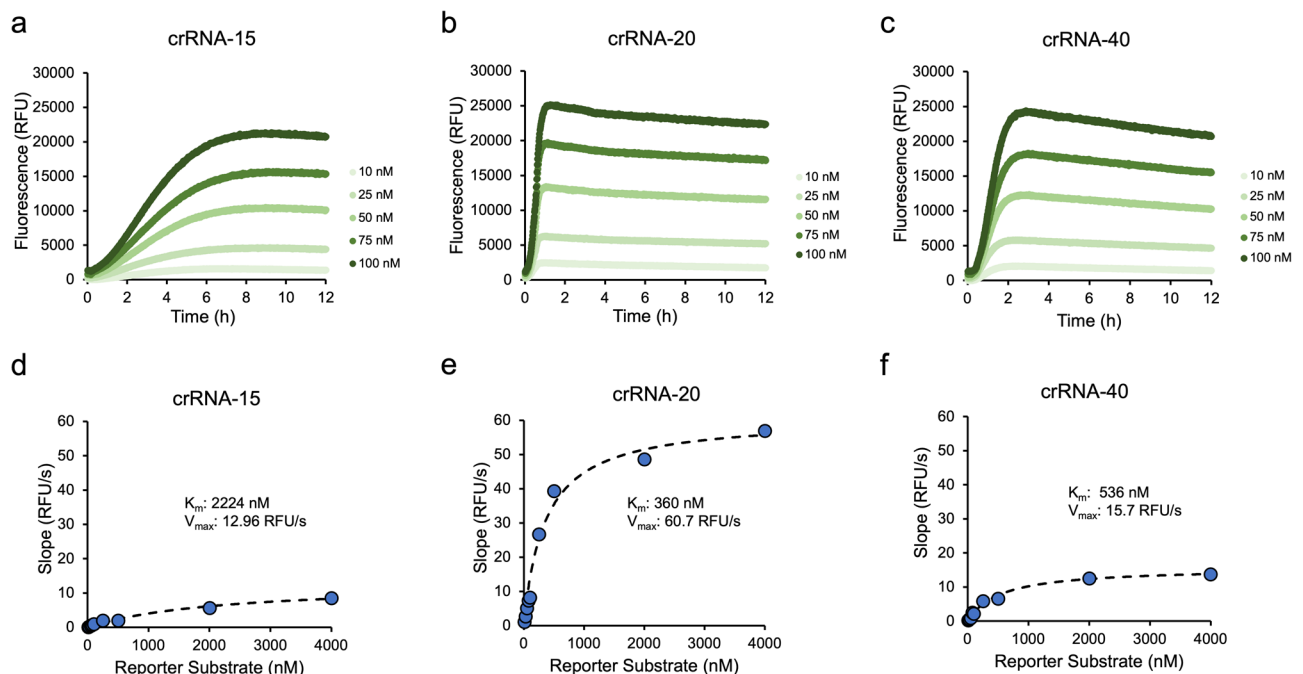 a
crRNA-15
30000
25000
20000
15000
10000
5000
0
Fluorescence (RFU)
0 2 4 6 8 10 12
Time (h)
10 nM
25 nM
50 nM
75 nM
100 nM
b
crRNA-20
30000
25000
20000
15000
10000
5000
0
Fluorescence (RFU)
0 2 4 6 8 10 12
Time (h)
10 nM
25 nM
50 nM
75 nM
100 nM
c
crRNA-40
30000
25000
20000
15000
10000
5000
0
Fluorescence (RFU)
0 2 4 6 8 10 12
Time (h)
10 nM
25 nM
50 nM
75 nM
100 nM
d
crRNA-15
60
50
40
30
20
10
0
Slope (RFU/s)
Km: 2224 nM
Vmax: 12.96 RFU/s
0 1000 2000 3000 4000
Reporter Substrate (nM)
e
crRNA-20
60
50
40
30
20
10
0
Slope (RFU/s)
Km: 360 nM
Vmax: 60.7 RFU/s
0 1000 2000 3000 4000
Reporter Substrate (nM)
f
crRNA-40
60
50
40
30
20
10
0
Slope (RFU/s)
Km: 536 nM
Vmax: 15.7 RFU/s
0 1000 2000 3000 4000
Reporter Substrate (nM)